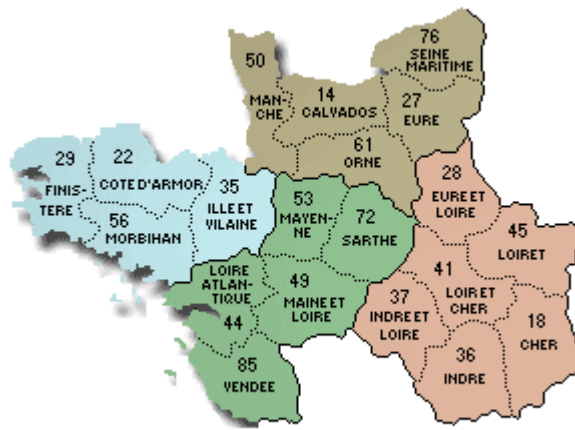 76
SEINE
MARITIME
50
MAN-
CHE
14
CALVADOS
27
EURE
61
ORNE
29
FINIS-
TERE
22
COTE D'ARMOR
35
ILLE ET
VILAINE
56
MORBIHAN
53
MAYEN-
NE
72
SARTHE
28
EURE ET
LOIRE
45
LOIRET
LOIRE
ATLAN-
TIQUE
44
49
MAINE ET
LOIRE
41
LOIR ET
CHER
37
INDRE ET
LOIRE
18
CHER
36
INDRE
85
VENDEE